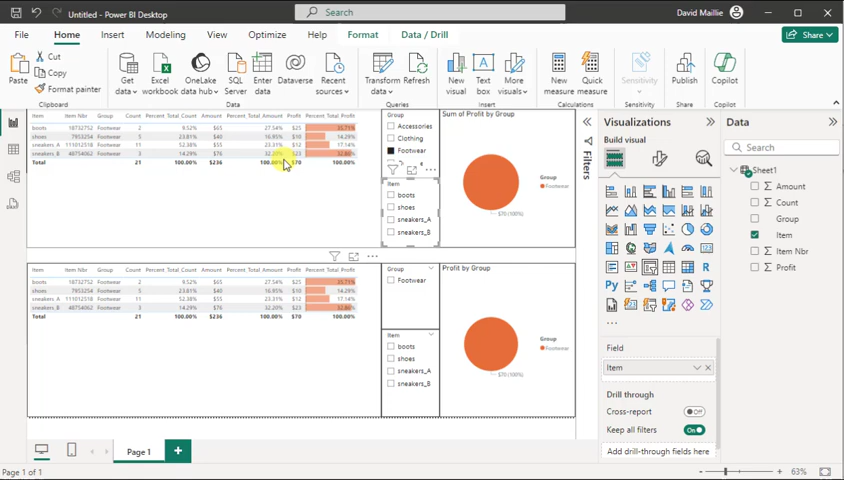 Untitled - Power BI Desktop
Search
David Maillie
File
Home
Insert
Modeling
View
Optimize
Help
Format
Data / Drill
Share
Paste
Cut
Copy
Format painter
Clipboard
Get data
Excel workbook
OneLake data hub
SQL Server
Enter data
Dataverse
Recent sources
Data
Transform data
Refresh
Queries
New visual
Text box
More visuals
Insert
New measure
Quick measure
Calculations
Sensitivity
Sensitivity
Publish
Share
Copilot
Copilot
Item Item Nbr Group Count Percent Total Count Amount Percent Total Amount Profit Percent Total Profit
boots 18732752 Footwear 2 9.52% $65 27.54% $25 35.71%
shoes 7953254 Footwear 5 23.81% $40 16.95% $10 14.29%
sneakers_A 111012518 Footwear 11 52.38% $55 23.31% $12 17.14%
sneakers_B 48754062 Footwear 3 14.29% $76 32.20% $23 32.86%
Total 21 100.00% $236 100.00% $70 100.00%
Group
Accessories
Clothing
Footwear
Item
boots
shoes
sneakers_A
sneakers_B
Sum of Profit by Group
$70 (100%)
Group
Footwear
Item Item Nbr Group Count Percent Total Count Amount Percent Total Amount Profit Percent Total Profit
boots 18732752 Footwear 2 9.52% $65 27.54% $25 35.71%
shoes 7953254 Footwear 5 23.81% $40 16.95% $10 14.29%
sneakers_A 111012518 Footwear 11 52.38% $55 23.31% $12 17.14%
sneakers_B 48754062 Footwear 3 14.29% $76 32.20% $23 32.86%
Total 21 100.00% $236 100.00% $70 100.00%
Group
Footwear
Item
boots
shoes
sneakers_A
sneakers_B
Profit by Group
$70 (100%)
Group
Footwear
Filters
Visualizations
Build visual
Field
Item
Drill through
Cross-report
Off
Keep all filters
On
Add drill-through fields here
Data
Search
Sheet1
Amount
Count
Group
Item
Item Nbr
Profit
Page 1
Page 1 of 1
63%